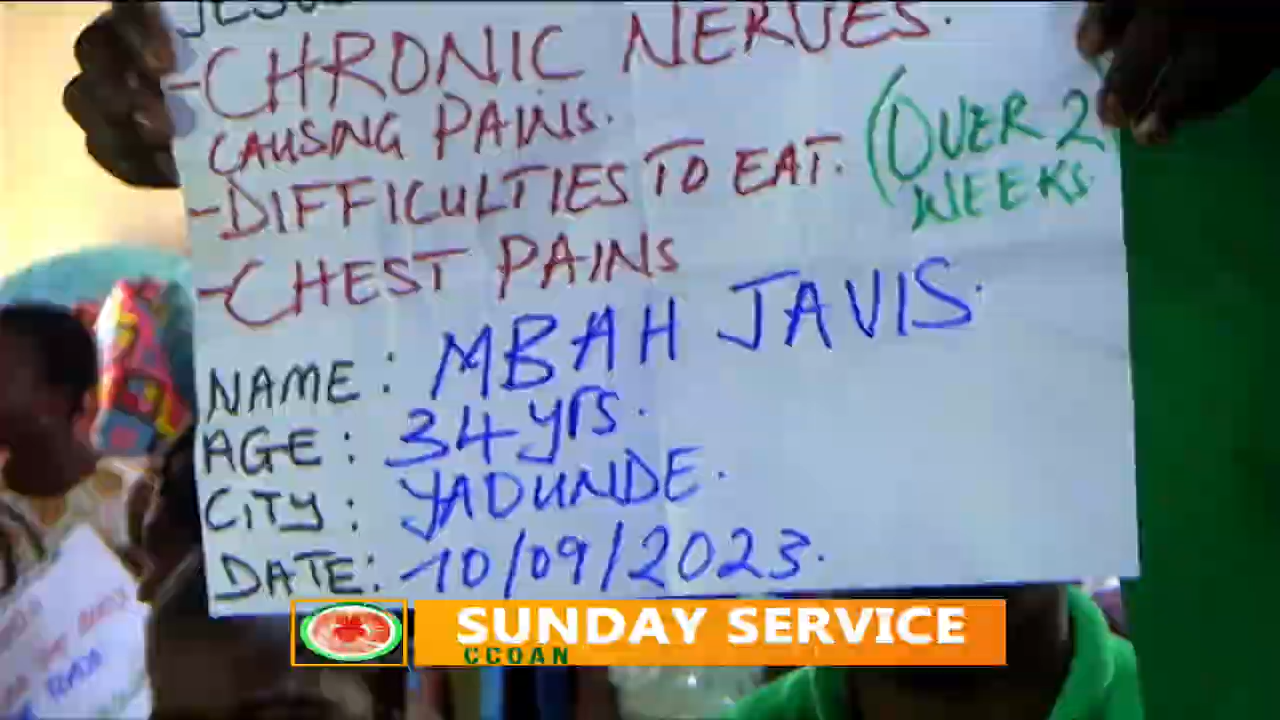 -CHRONIC NERVES.
CAUSING PAINS.
-DIFFICULTIES TO EAT. (OVER 2
WEEKS
-CHEST PAINS
NAME: MBAH JAVIS.
AGE: 34 yrs.
CITY: YAOUNDE.
DATE: 10/09/2023.
SUNDAY SERVICE
CCOAN